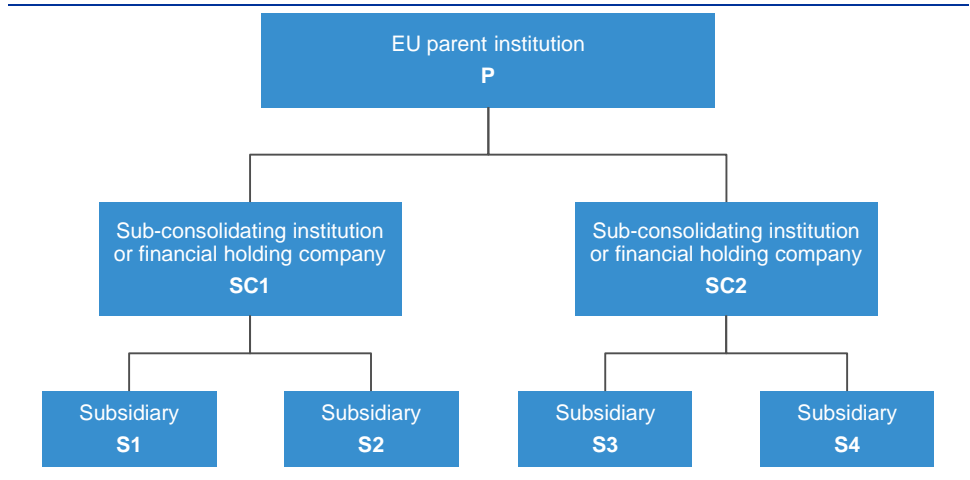 EU parent institution
P
Sub-consolidating institution
or financial holding company
SC1
Sub-consolidating institution
or financial holding company
SC2
Subsidiary
S1
Subsidiary
S2
Subsidiary
S3
Subsidiary
S4